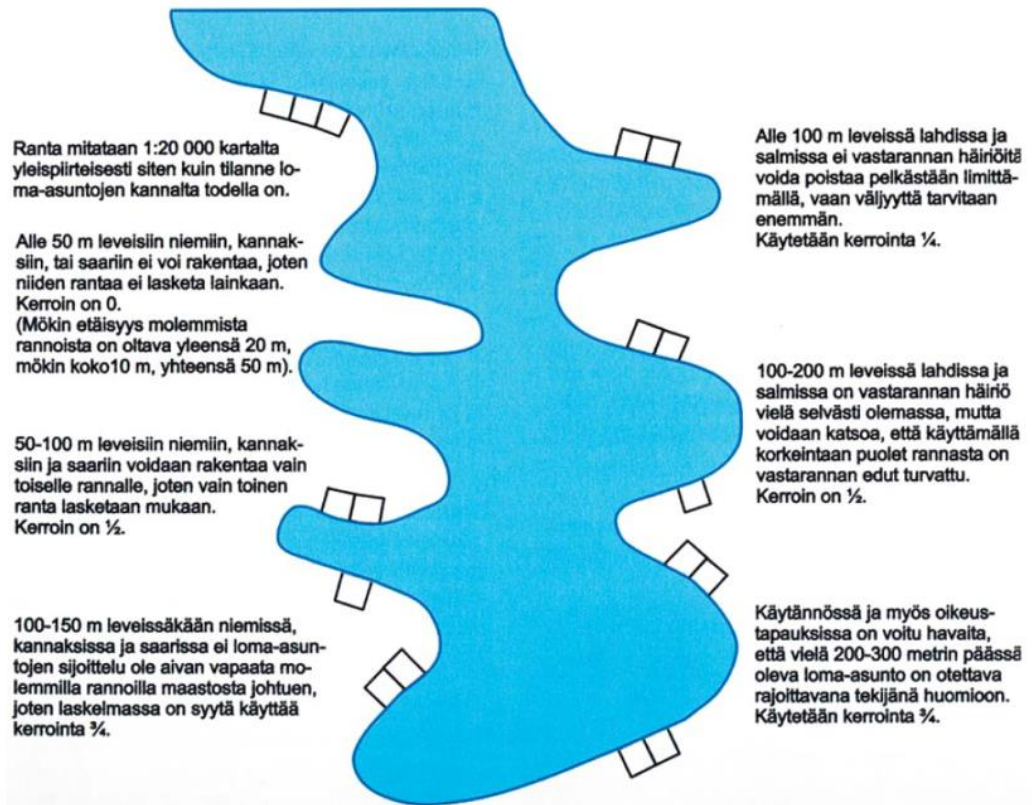 Ranta mitataan 1:20 000 kartalta
yleispiirteisesti siten kuin tilanne lo-
ma-asuntojen kannalta todella on.
Alle 50 m leveisiin niemiin, kannak-
siin, tai saariin ei voi rakentaa, joten
niiden rantaa ei lasketa lainkaan.
Kerroin on 0.
(Mökin etäisyys molemmista
rannoista on oltava yleensä 20 m,
mökin koko10 m, yhteensä 50 m).
50-100 m leveisiin niemiin, kannak-
siin ja saariin voidaan rakentaa vain
toiselle rannalle, joten vain toinen
ranta lasketaan mukaan.
Kerroin on ½.
100-150 m leveissäkään niemissä,
kannaksissa ja saarissa ei loma-asun-
tojen sijoittelu ole aivan vapaata mo-
lemmilla rannoilla maastosta johtuen,
joten laskelmassa on syytä käyttää
kerrointa ¾.
Alle 100 m leveissä lahdissa ja
salmissa ei vastarannan häiriöitä
voida poistaa pelkästään limittä-
mällä, vaan väljyyttä tarvitaan
enemmän.
Käytetään kerrointa ¼.
100-200 m leveissä lahdissa ja
salmissa on vastarannan häiriö
vielä selvästi olemassa, mutta
voidaan katsoa, että käyttämällä
korkeintaan puolet rannasta on
vastarannan edut turvattu.
Kerroin on ½.
Käytännössä ja myös oikeus-
tapauksissa on voitu havaita,
että vielä 200-300 metrin päässä
oleva loma-asunto on otettava
rajoittavana tekijänä huomioon.
Käytetään kerrointa ¾.